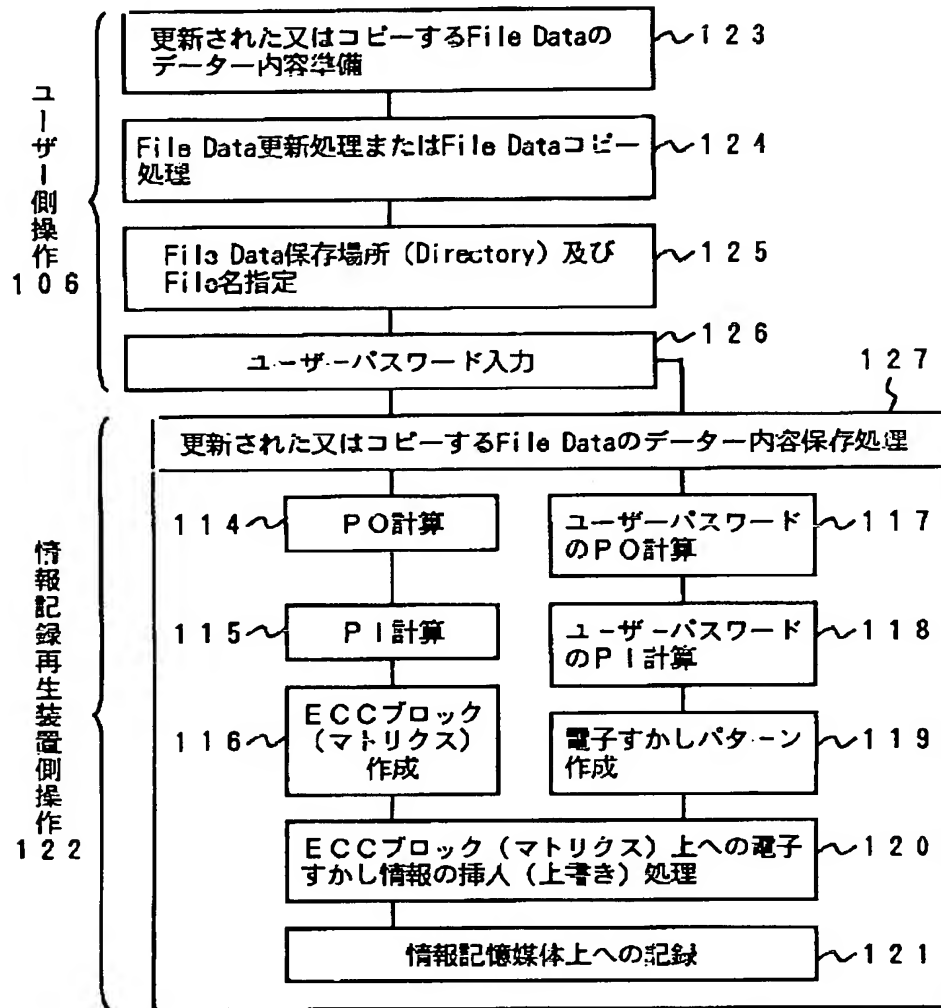 更新された又はコピーするFile Dataの
データー内容準備
123
File Data更新処理またはFile Dataコピー
処理
124
File Data保存場所（Directory）及び
File名指定
125
ユーザーパスワード入力
126
ユーザー側操作
106
127
更新された又はコピーするFile Dataのデーター内容保存処理
114
ＰＯ計算
ユーザーパスワード
のＰＯ計算
117
115
ＰＩ計算
ユーザーパスワード
のＰＩ計算
118
116
ＥＣＣブロック
（マトリクス）
作成
電子すかしパターン
作成
119
ＥＣＣブロック（マトリクス）上への電子
すかし情報の挿入（上書き）処理
120
情報記憶媒体上への記録
121
情報記録再生装置側操作
122